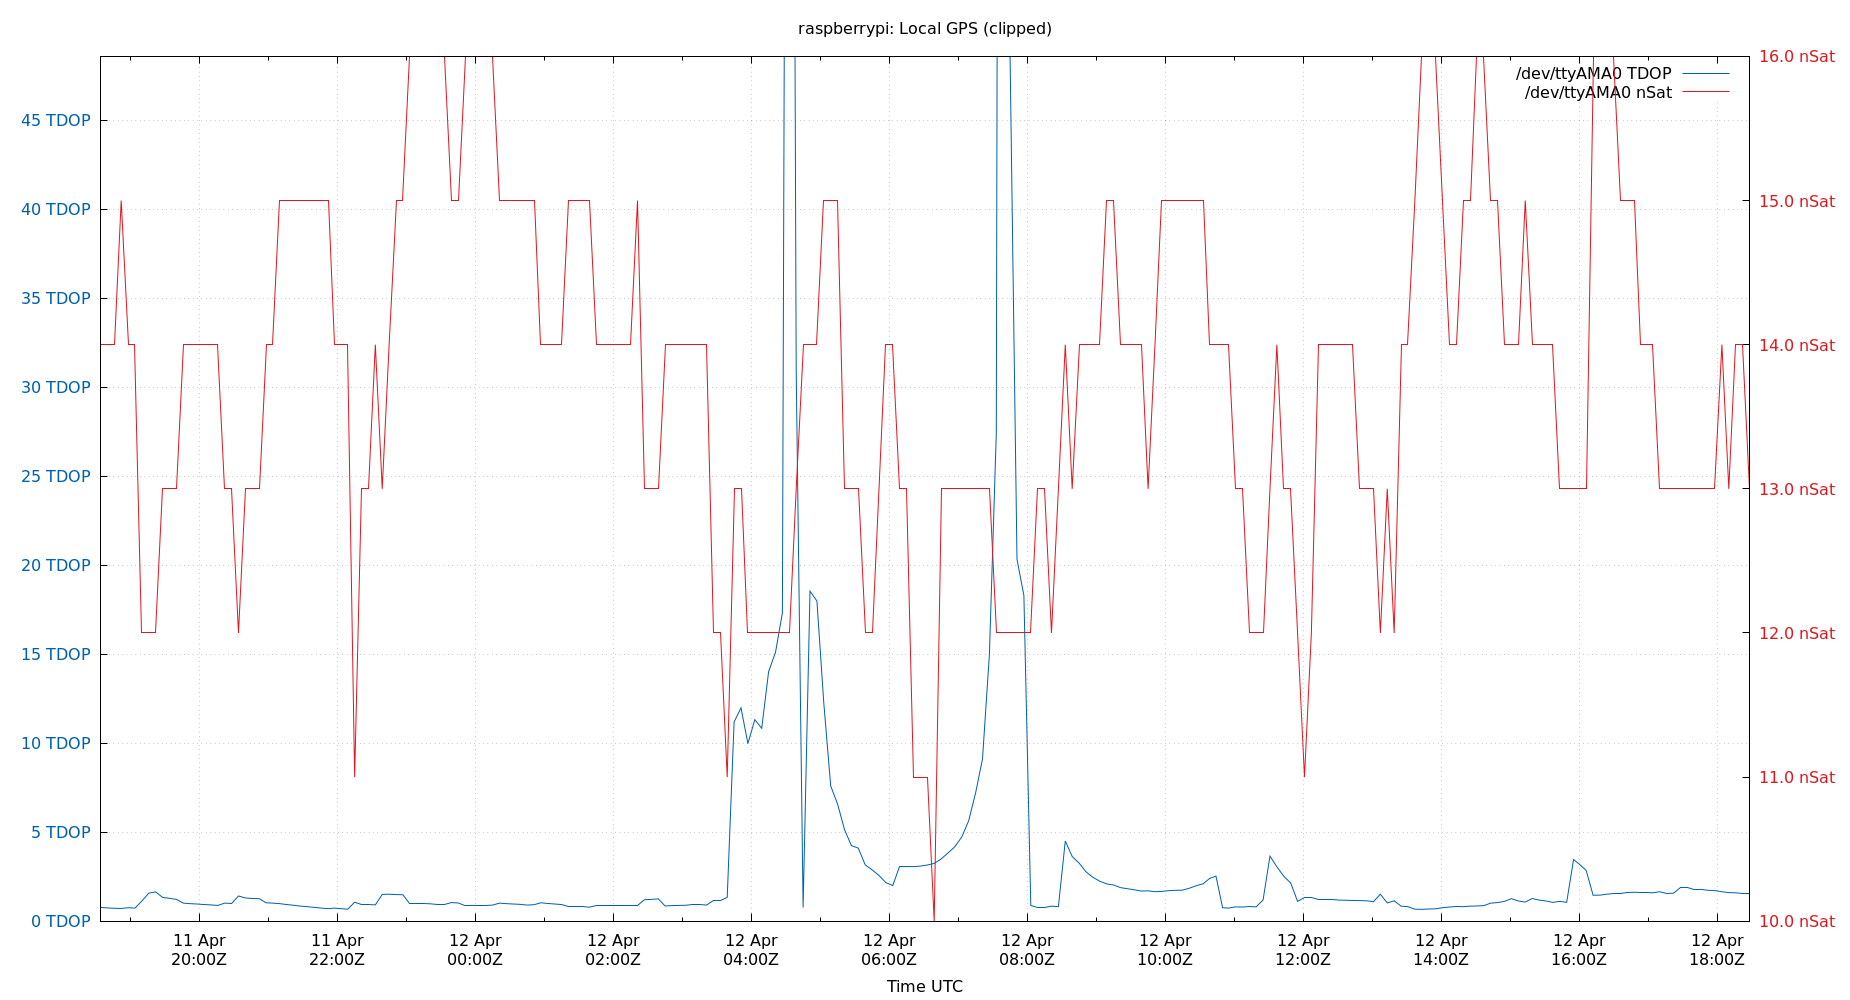 raspberrypi: Local GPS (clipped)
/dev/ttyAMA0 TDOP
/dev/ttyAMA0 nSat
45 TDOP
40 TDOP
35 TDOP
30 TDOP
25 TDOP
20 TDOP
15 TDOP
10 TDOP
5 TDOP
0 TDOP
16.0 nSat
15.0 nSat
14.0 nSat
13.0 nSat
12.0 nSat
11.0 nSat
10.0 nSat
11 Apr
20:00Z
11 Apr
22:00Z
12 Apr
00:00Z
12 Apr
02:00Z
12 Apr
04:00Z
12 Apr
06:00Z
12 Apr
08:00Z
12 Apr
10:00Z
12 Apr
12:00Z
12 Apr
14:00Z
12 Apr
16:00Z
12 Apr
18:00Z
Time UTC